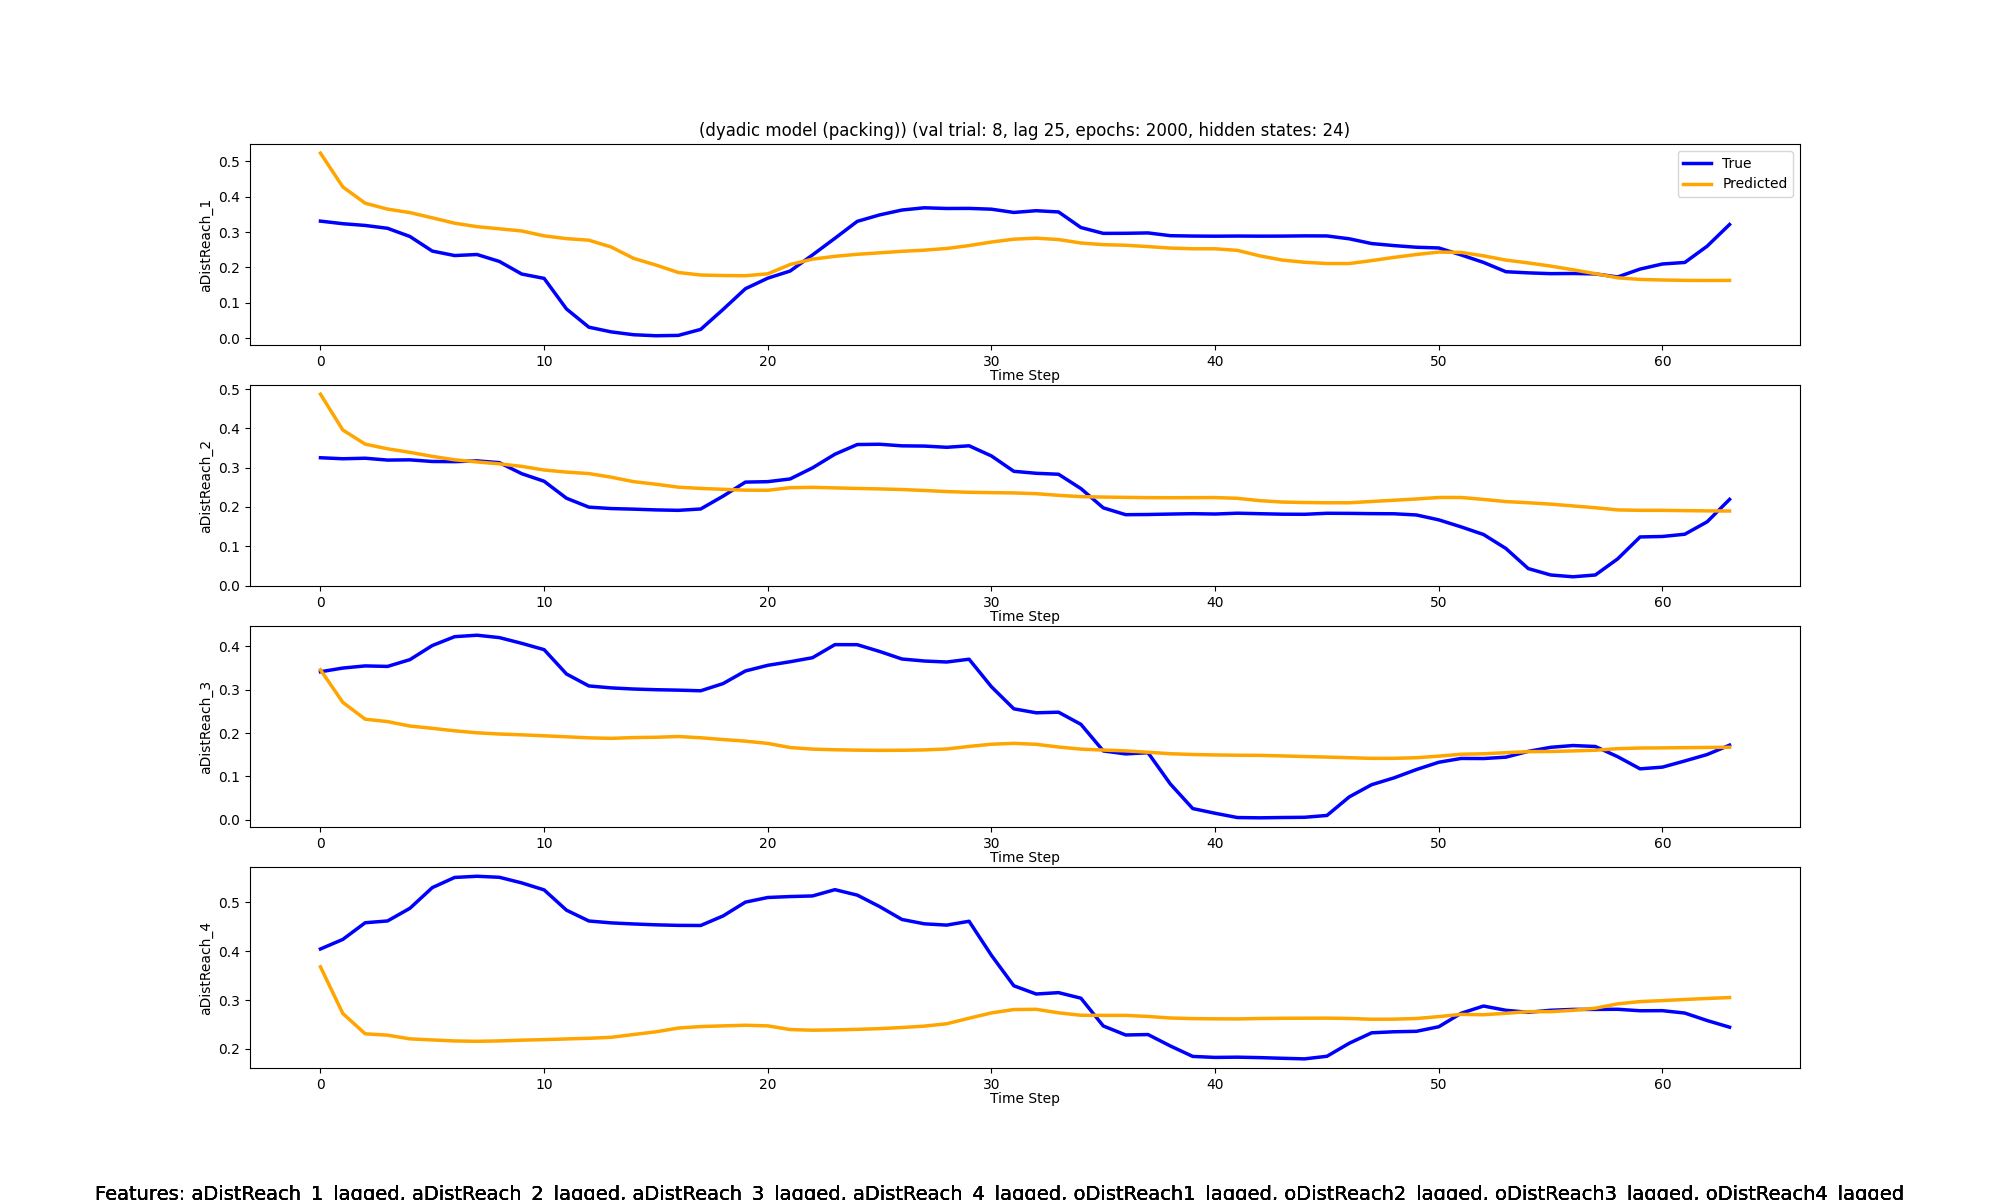 (dyadic model (packing)) (val trial: 8, lag 25, epochs: 2000, hidden states: 24)
True
Predicted
aDistReach_1
0.5
0.4
0.3
0.2
0.1
0.0
0 10 20 30 40 50 60
Time Step
aDistReach_2
0.5
0.4
0.3
0.2
0.1
0.0
0 10 20 30 40 50 60
Time Step
aDistReach_3
0.4
0.3
0.2
0.1
0.0
0 10 20 30 40 50 60
Time Step
aDistReach_4
0.5
0.4
0.3
0.2
0 10 20 30 40 50 60
Time Step
Features: aDistReach_1_lagged, aDistReach_2_lagged, aDistReach_3_lagged, aDistReach_4_lagged, oDistReach1_lagged, oDistReach2_lagged, oDistReach3_lagged, oDistReach4_lagged